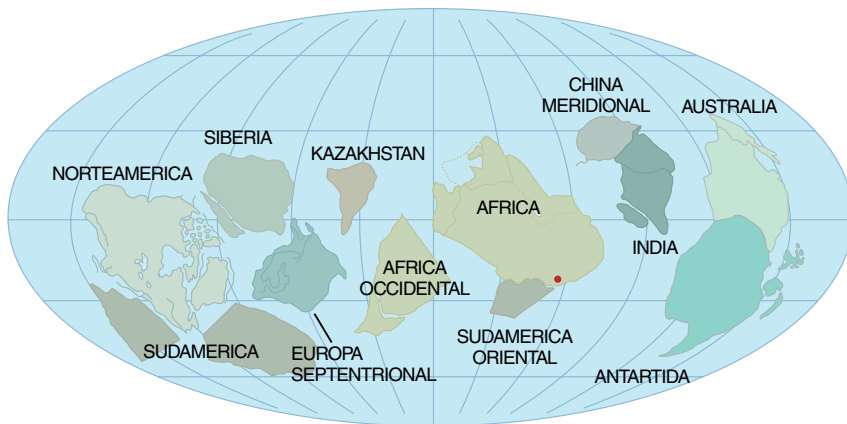 CHINA
MERIDIONAL
AUSTRALIA
SIBERIA
KAZAKHSTAN
NORTEAMERICA
AFRICA
INDIA
AFRICA
OCCIDENTAL
SUDAMERICA
EUROPA
SEPTENTRIONAL
SUDAMERICA
ORIENTAL
ANTARTIDA